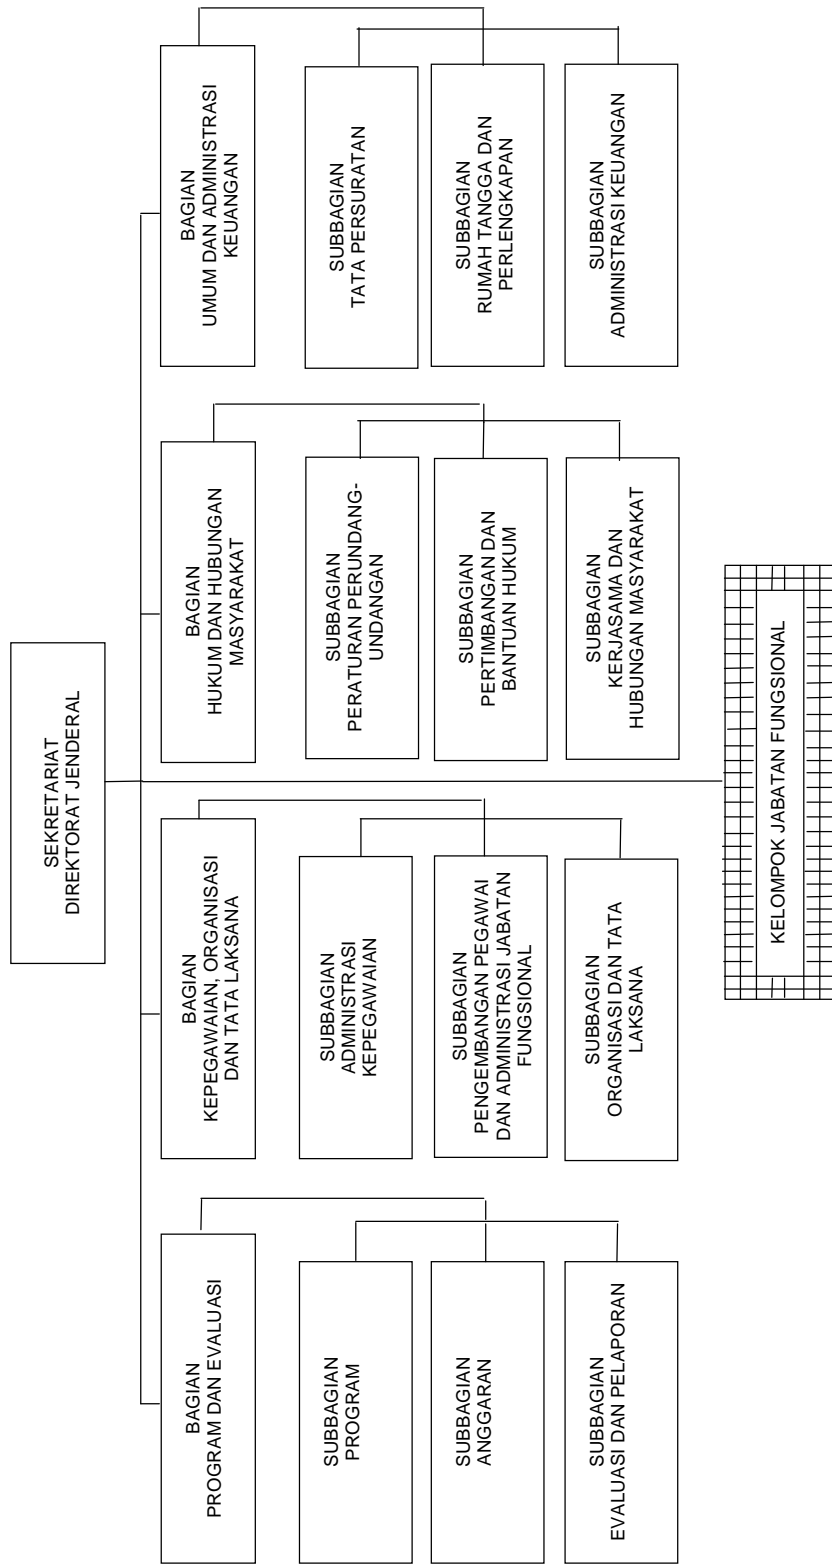 SEKRETARIAT
DIREKTORAT JENDERAL
BAGIAN
PROGRAM DAN EVALUASI
SUBBAGIAN
PROGRAM
SUBBAGIAN
ANGGARAN
SUBBAGIAN
EVALUASI DAN PELAPORAN
BAGIAN
KEPEGAWAIAN, ORGANISASI
DAN TATA LAKSANA
SUBBAGIAN
ADMINISTRASI
KEPEGAWAIAN
SUBBAGIAN
PENGEMBANGAN PEGAWAI
DAN ADMINISTRASI JABATAN
FUNGSIONAL
SUBBAGIAN
ORGANISASI DAN TATA
LAKSANA
BAGIAN
HUKUM DAN HUBUNGAN
MASYARAKAT
SUBBAGIAN
PERATURAN PERUNDANG-
UNDANGAN
SUBBAGIAN
PERTIMBANGAN DAN
BANTUAN HUKUM
SUBBAGIAN
KERJASAMA DAN
HUBUNGAN MASYARAKAT
BAGIAN
UMUM DAN ADMINISTRASI
KEUANGAN
SUBBAGIAN
TATA PERSURATAN
SUBBAGIAN
RUMAH TANGGA DAN
PERLENGKAPAN
SUBBAGIAN
ADMINISTRASI KEUANGAN
KELOMPOK JABATAN FUNGSIONAL